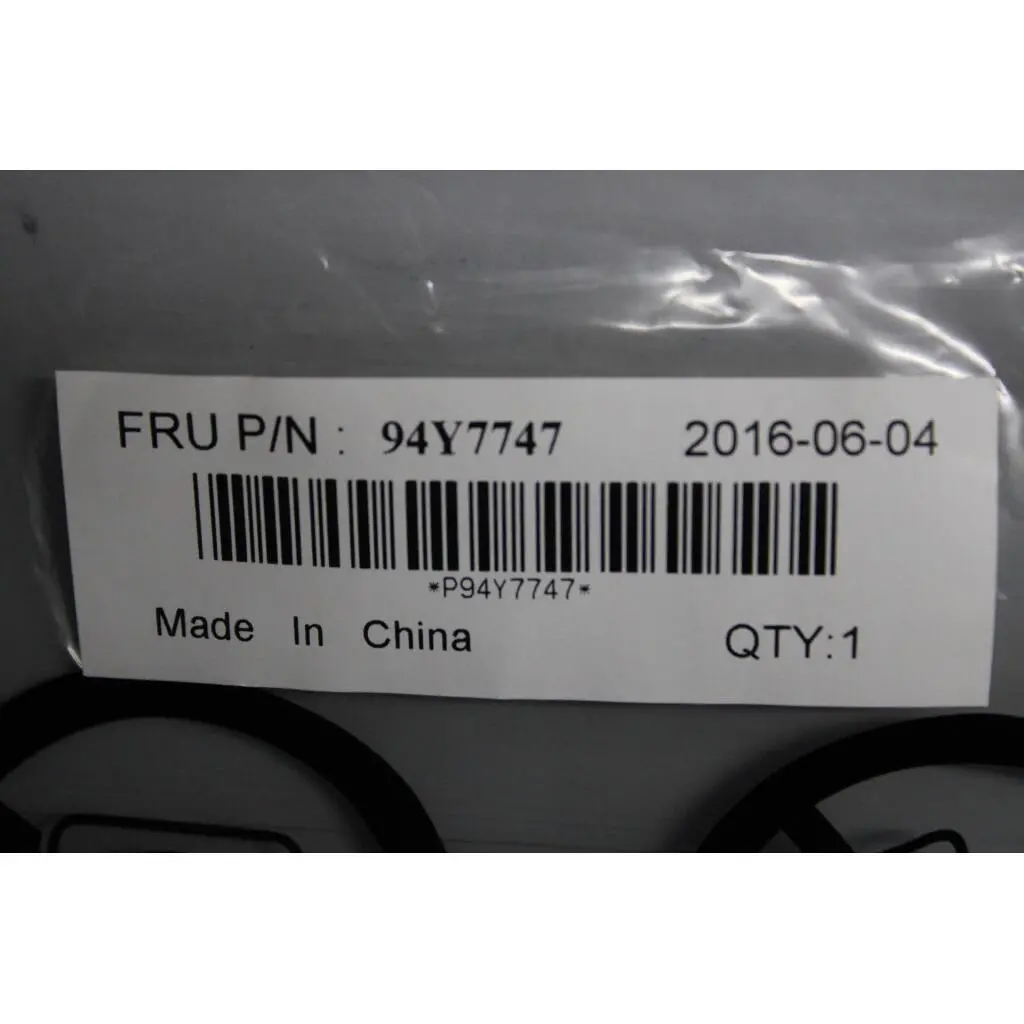 FRU P/N : 94Y7747 2016-06-04
*P94Y7747*
Made In China QTY:1